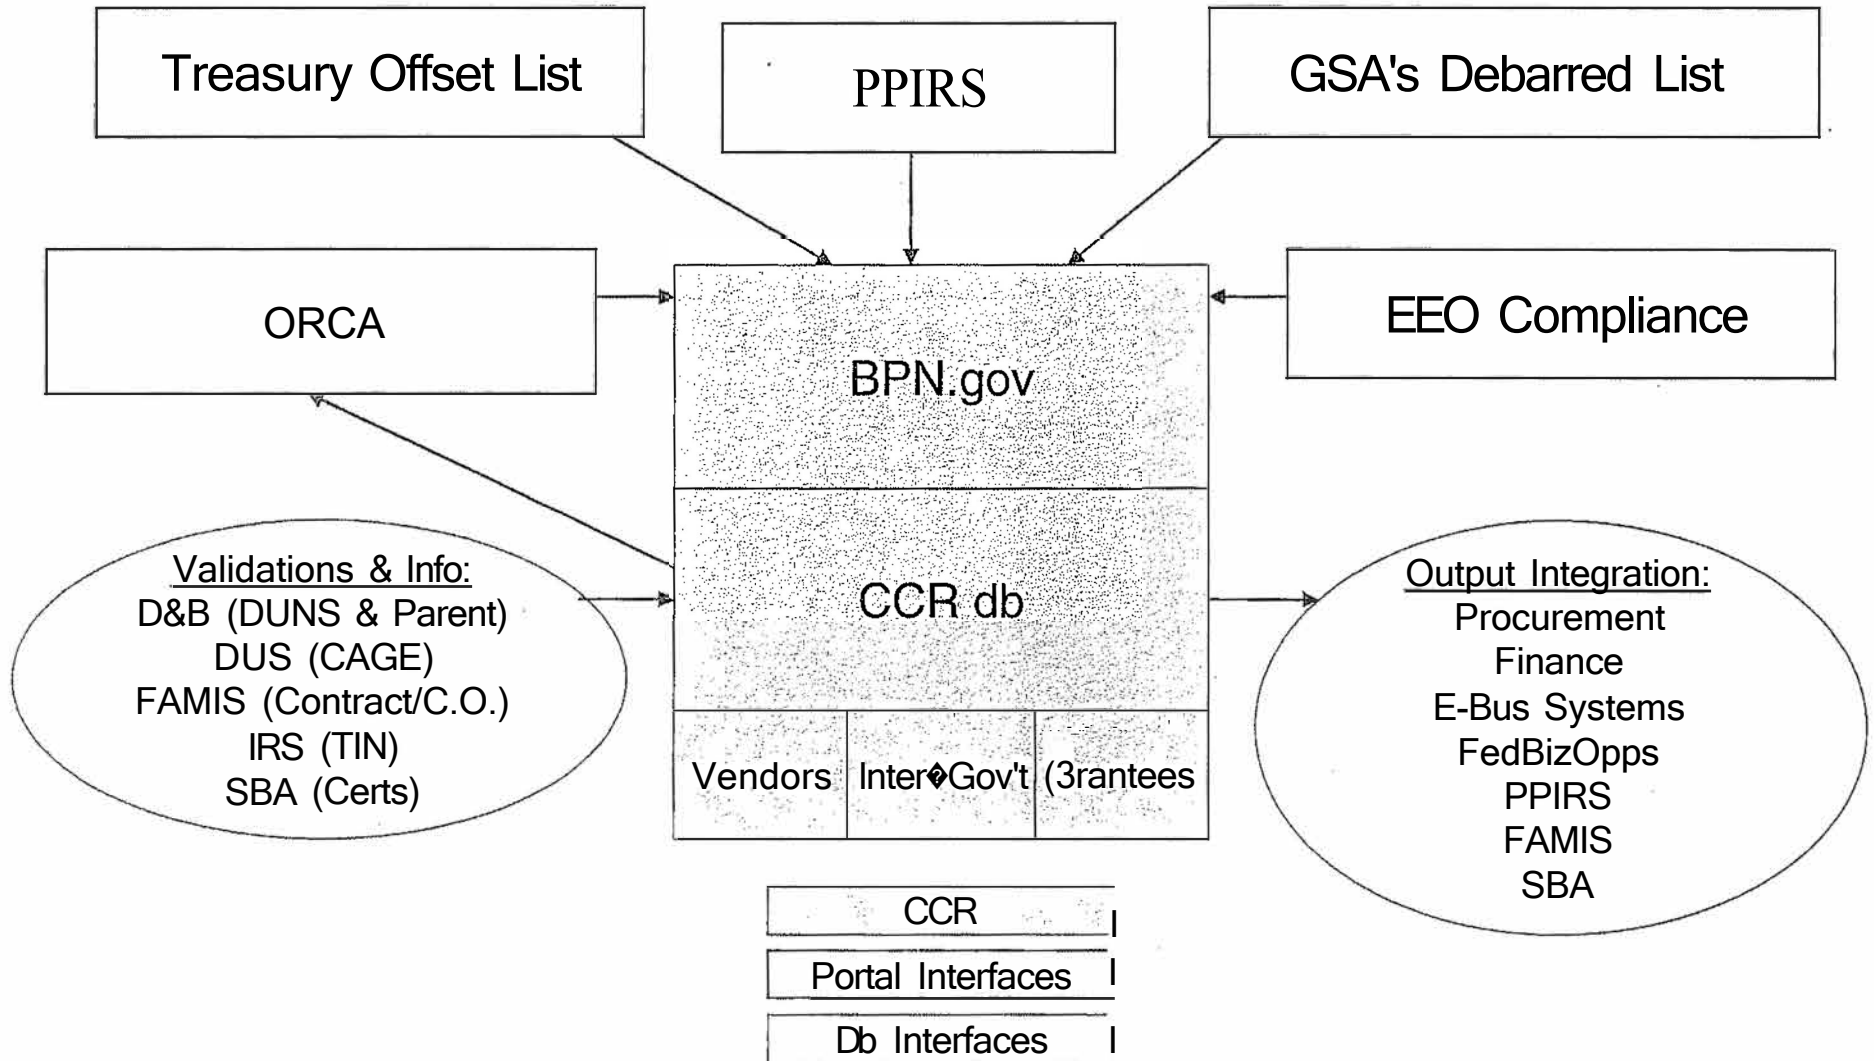 Treasury Offset List
PPIRS
GSA's Debarred List
ORCA
BPN.gov
EEO Compliance
Validations & Info:
D&B (DUNS & Parent)
DUS (CAGE)
FAMIS (Contract/C.O.)
IRS (TIN)
SBA (Certs)
CCR db
Output Integration:
Procurement
Finance
E-Bus Systems
FedBizOpps
PPIRS
FAMIS
SBA
Vendors
Inter�Gov't
(3rantees
CCR
Portal Interfaces
Db Interfaces